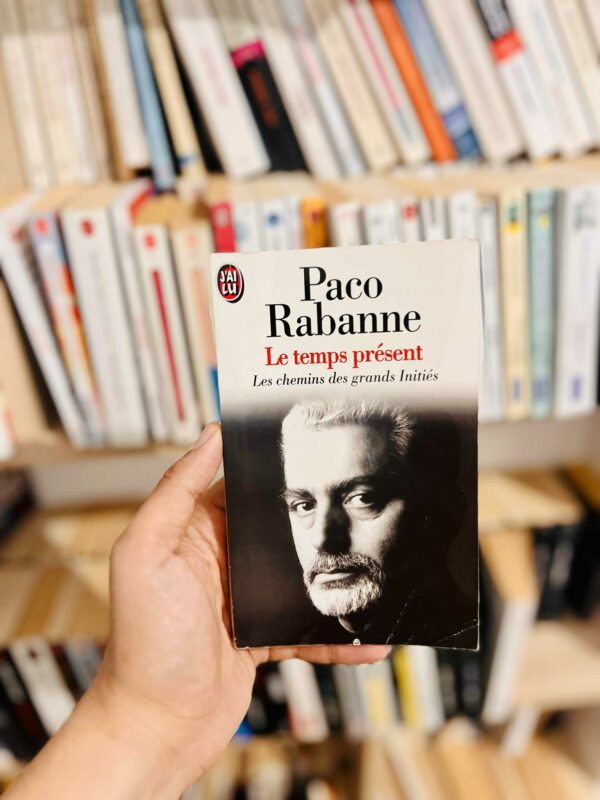 J'AI
LU
Paco
Rabanne
Le temps présent
Les chemins des grands Initiés